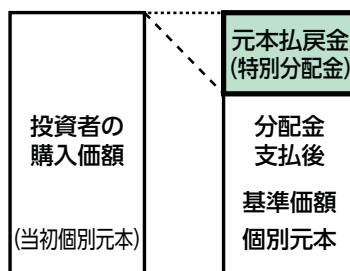 元本払戻金
(特別分配金)
投資者の
購入価額
(当初個別元本)
分配金
支払後
基準価額
個別元本